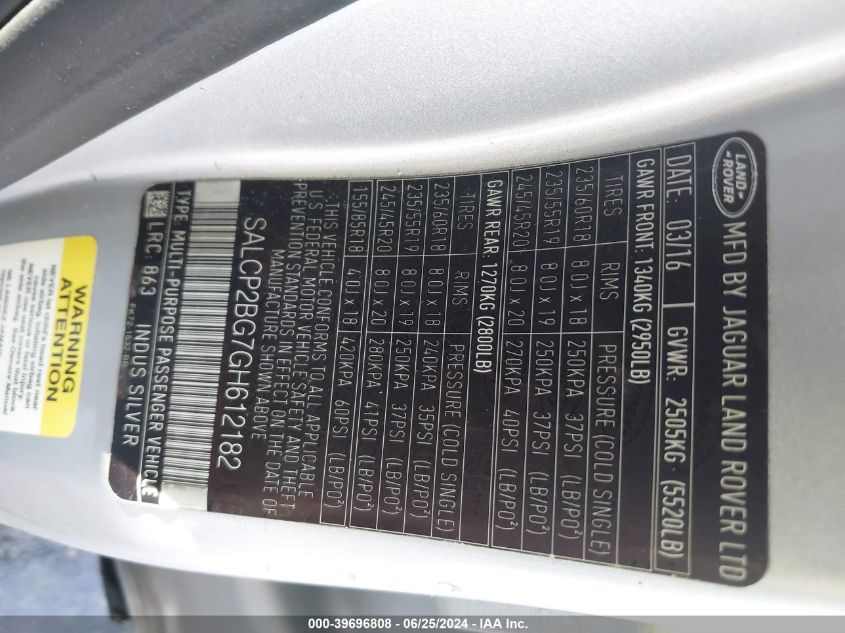 LAND
ROVER
MFD BY JAGUAR LAND ROVER LTD
DATE: 03/16 GVWR: 2505KG (5520LB)
GAWR FRONT: 1340KG (2950LB)
TIRES RIMS PRESSURE (COLD SINGLE)
235/60R18 8.0J x 18 250KPA 37PSI (LB/PO²)
235/55R19 8.0J x 19 250KPA 37PSI (LB/PO²)
245/45R20 8.0J x 20 270KPA 40PSI (LB/PO²)
GAWR REAR: 1270KG (2800LB)
TIRES RIMS PRESSURE (COLD SINGLE)
235/60R18 8.0J x 18 240KPA 35PSI (LB/PO²)
235/55R19 8.0J x 19 250KPA 37PSI (LB/PO²)
245/45R20 8.0J x 20 280KPA 41PSI (LB/PO²)
155/85R18 4.0J x 18 420KPA 60PSI (LB/PO²)
THIS VEHICLE CONFORMS TO ALL APPLICABLE
U.S. FEDERAL MOTOR VEHICLE SAFETY AND THEFT
PREVENTION STANDARDS IN EFFECT ON THE DATE OF
MANUFACTURE SHOWN ABOVE
SALCP2BG7GH612182
TYPE: MULTI-PURPOSE PASSENGER VEHICLE
LRC: 863 INDUS SILVER
WARNING
ATTENTION
000-39696808 - 06/25/2024 - IAA Inc.